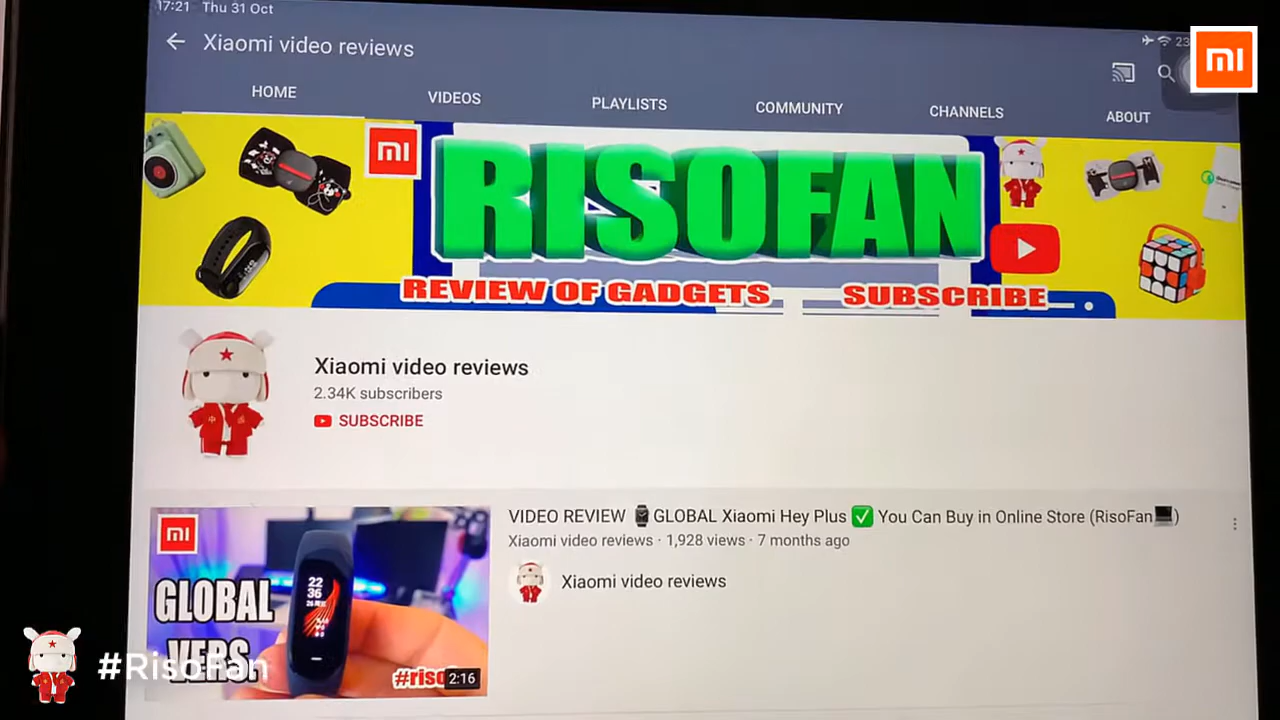 17:21 Thu 31 Oct
Xiaomi video reviews
23
HOME
VIDEOS
PLAYLISTS
COMMUNITY
CHANNELS
ABOUT
mi
mi
RISOFAN
REVIEW OF GADGETS
SUBSCRIBE
Xiaomi video reviews
2.34K subscribers
SUBSCRIBE
VIDEO REVIEW ⌚GLOBAL Xiaomi Hey Plus ✅ You Can Buy in Online Store (RisoFan💻)
Xiaomi video reviews · 1,928 views · 7 months ago
Xiaomi video reviews
mi
GLOBAL
VERS.
22
36
#riso
2:16
#RisoFan